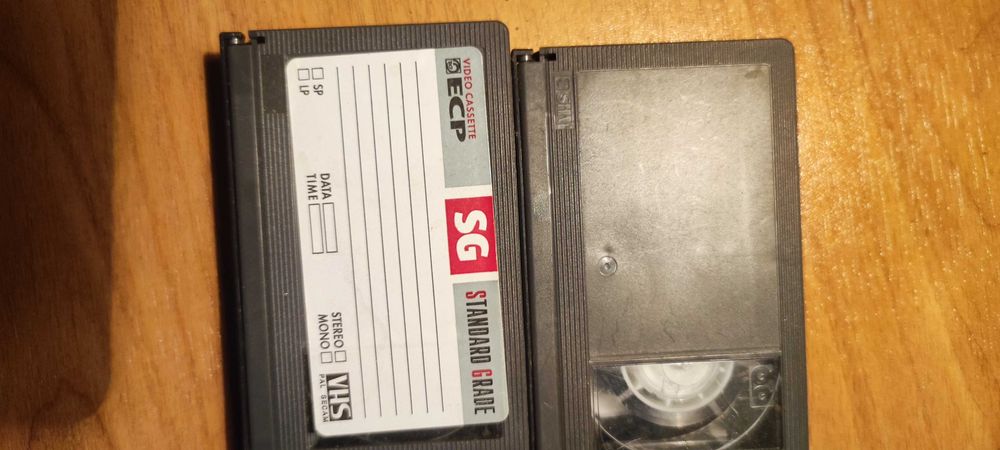 VIDEO CASSETTE
ECP
SG
STANDARD GRADE
SP
LP
DATA
TIME
STEREO
MONO
VHS
PAL SECAM